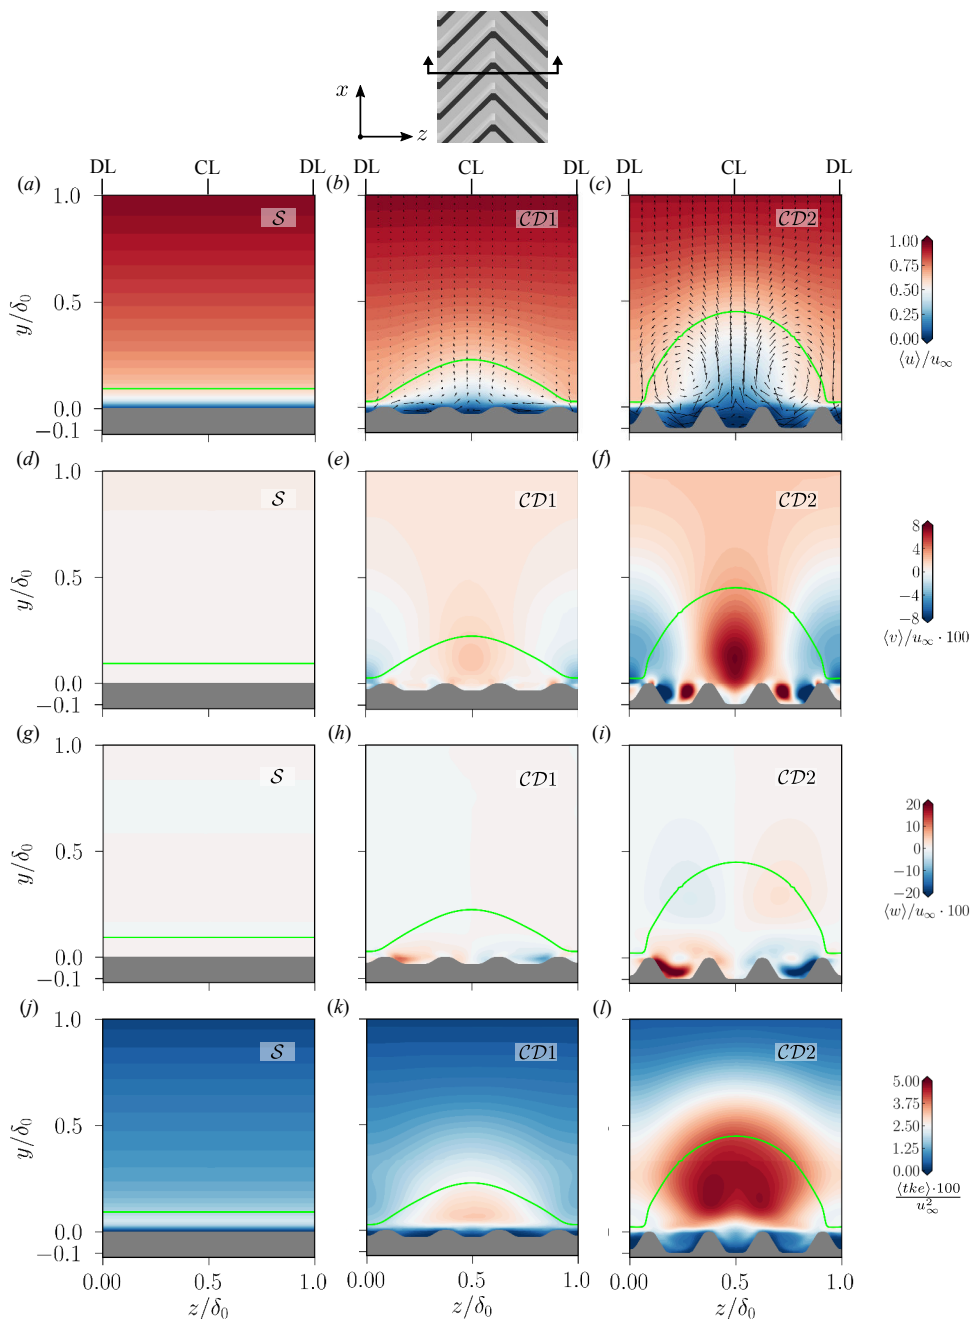 x
z
DL CL DL DL CL DL DL CL DL
(a) (b) (c)
1.0 0.5 0.0 −0.1
y/δ₀
S CD1 CD2
1.00
0.75
0.50
0.25
0.00
⟨u⟩/u∞
(d) (e) (f)
1.0 0.5 0.0 −0.1
y/δ₀
S CD1 CD2
8
4
0
−4
−8
⟨v⟩/u∞ · 100
(g) (h) (i)
1.0 0.5 0.0 −0.1
y/δ₀
S CD1 CD2
20
10
0
−10
−20
⟨w⟩/u∞ · 100
(j) (k) (l)
1.0 0.5 0.0 −0.1
y/δ₀
S CD1 CD2
5.00
3.75
2.50
1.25
0.00
⟨tke⟩·100
u²∞
0.00 0.5 1.0 0.00 0.5 1.0 0.00 0.5 1.0
z/δ₀ z/δ₀ z/δ₀